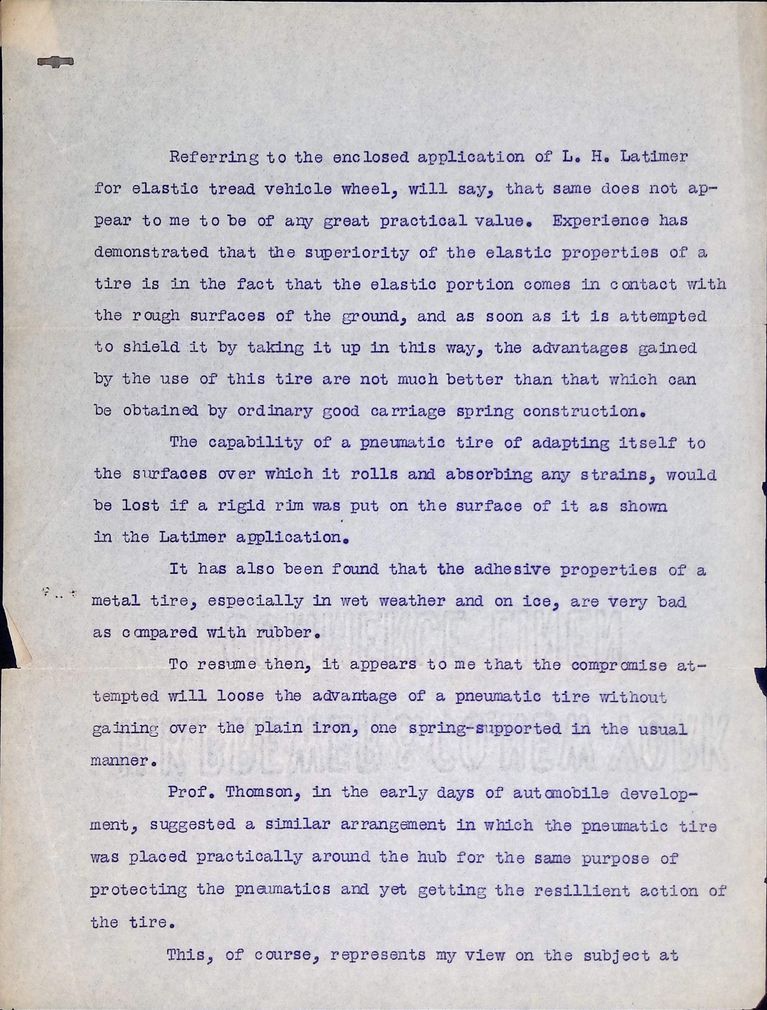 Referring to the enclosed application of L. H. Latimer
for elastic tread vehicle wheel, will say, that same does not ap-
pear to me to be of any great practical value. Experience has
demonstrated that the superiority of the elastic properties of a
tire is in the fact that the elastic portion comes in contact with
the rough surfaces of the ground, and as soon as it is attempted
to shield it by taking it up in this way, the advantages gained
by the use of this tire are not much better than that which can
be obtained by ordinary good carriage spring construction.
The capability of a pneumatic tire of adapting itself to
the surfaces over which it rolls and absorbing any strains, would
be lost if a rigid rim was put on the surface of it as shown
in the Latimer application.
It has also been found that the adhesive properties of a
metal tire, especially in wet weather and on ice, are very bad
as compared with rubber.
To resume then, it appears to me that the compromise at-
tempted will loose the advantage of a pneumatic tire without
gaining over the plain iron, one spring-supported in the usual
manner.
Prof. Thomson, in the early days of automobile develop-
ment, suggested a similar arrangement in which the pneumatic tire
was placed practically around the hub for the same purpose of
protecting the pneumatics and yet getting the resillient action of
the tire.
This, of course, represents my view on the subject at